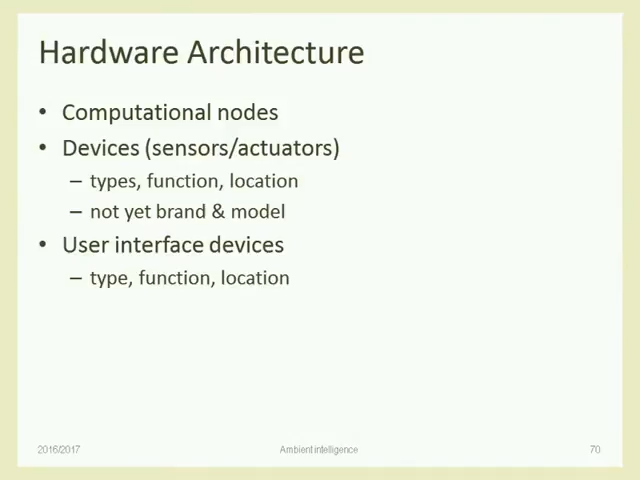 Hardware Architecture
• Computational nodes
• Devices (sensors/actuators)
– types, function, location
– not yet brand & model
• User interface devices
– type, function, location
2016/2017 Ambient intelligence 70